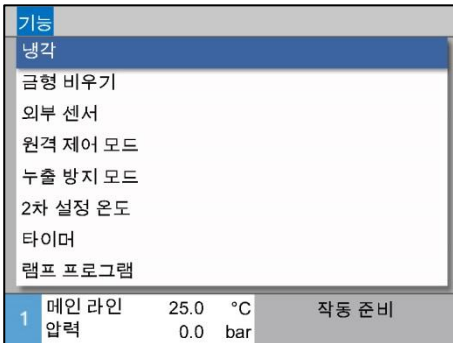 기능
냉각
금형 비우기
외부 센서
원격 제어 모드
누출 방지 모드
2차 설정 온도
타이머
램프 프로그램
1 메인 라인 25.0 °C 작동 준비
압력 0.0 bar